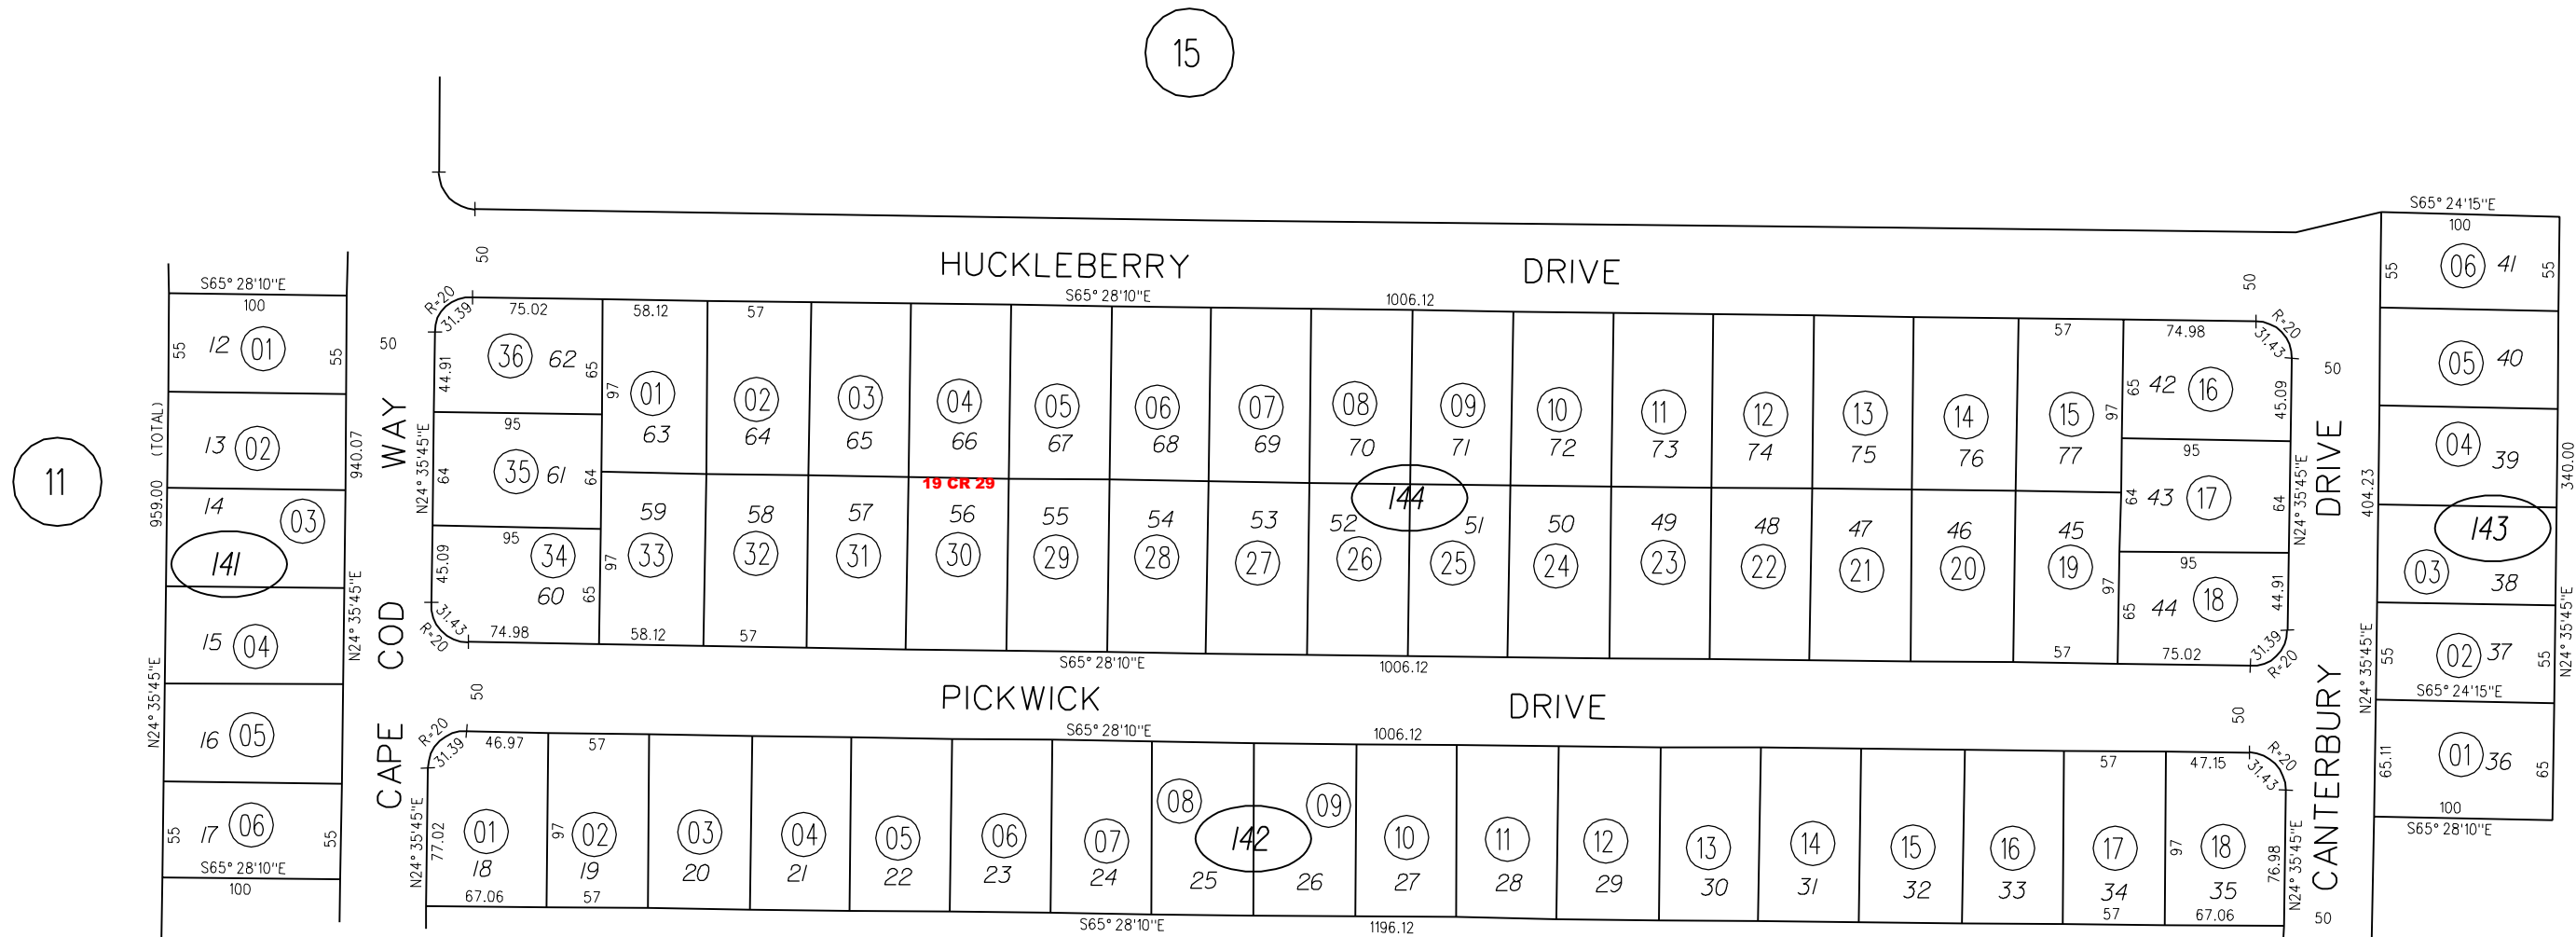 15
11
HUCKLEBERRY DRIVE
S65° 28'10"E 1006.12
50 50
CAPE COD WAY
50
N24° 35'45"E 940.07 N24° 35'45"E
959.00 (TOTAL) N24° 35'45"E
S65° 28'10"E
100
55 12 01 55
13 02
14 03
141
15 04
16 05
55 17 06 55
S65° 28'10"E
100
R=20 31.39 75.02 58.12 57 57 74.98 R=20 31.43
44.91 36 62 65 97
95
64 35 61 64
95
45.09 34 60 65 97
R=20 31.43 74.98 58.12 57 57 75.02 31.39 R=20
01 02 03 04 05 06 07 08 09 10 11 12 13 14 15
63 64 65 66 67 68 69 70 71 72 73 74 75 76 77
19 CR 29
144
59 58 57 56 55 54 53 52 51 50 49 48 47 46 45
33 32 31 30 29 28 27 26 25 24 23 22 21 20 19
97 65 42 16 45.09
95
64 43 17 64
95
97 65 44 18 44.91
N24° 35'45"E
S65° 28'10"E 1006.12
50 PICKWICK DRIVE 50
S65° 28'10"E 1006.12
R=20 31.39 46.97 57 57 47.15 R=20 31.43
N24° 35'45"E 77.02 97 97 76.98 N24° 35'45"E
01 02 03 04 05 06 07 08 09 10 11 12 13 14 15 16 17 18
142
18 19 20 21 22 23 24 25 26 27 28 29 30 31 32 33 34 35
67.06 57 57 67.06
S65° 28'10"E 1196.12
CANTERBURY DRIVE
50 50
N24° 35'45"E
404.23 N24° 35'45"E
340.00 N24° 35'45"E
S65° 24'15"E
100
55 06 41 55
05 40
04 39
143
03 38
55 02 37 55
S65° 24'15"E
65.11 01 36 65
100
S65° 28'10"E